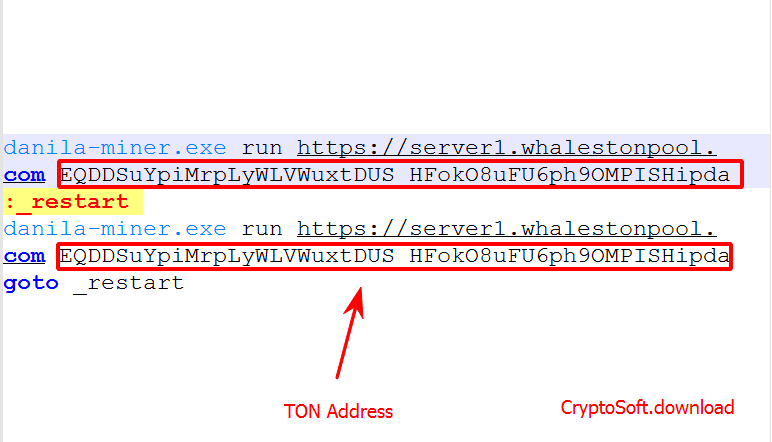 danila-miner.exe run https://server1.whalestonpool.
com EQDDSuYpiMrpLyWLVWuxtDUS HFokO8uFU6ph9OMPISHipda
:_restart
danila-miner.exe run https://server1.whalestonpool.
com EQDDSuYpiMrpLyWLVWuxtDUS HFokO8uFU6ph9OMPISHipda
goto _restart
TON Address
CryptoSoft.download